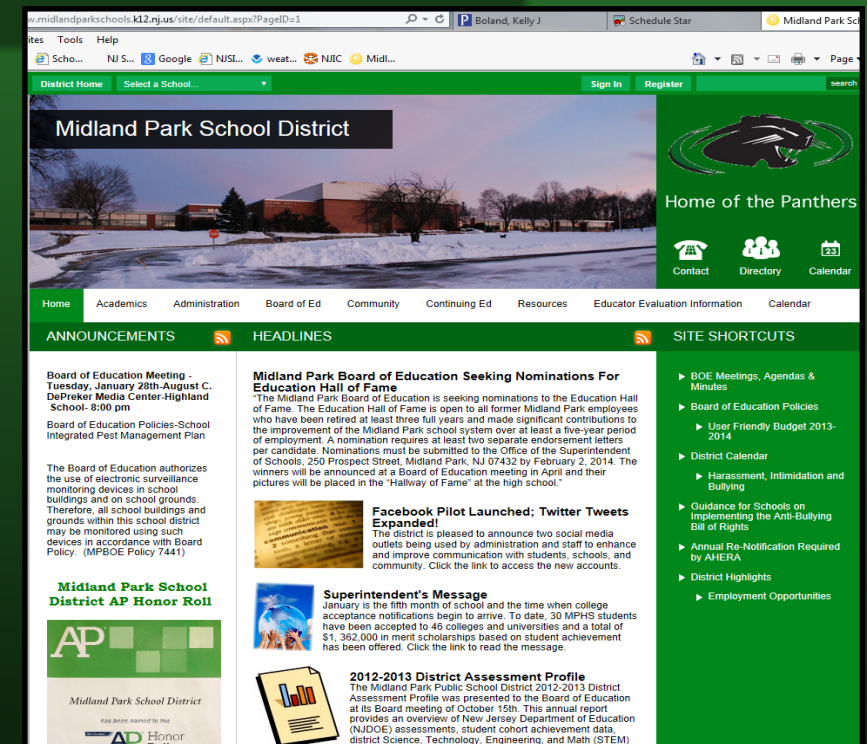 w.midlandparkschools.k12.nj.us/site/default.aspx?PageID=1
Boland, Kelly J
Schedule Star
Midland Park Sch
ites Tools Help
Scho... NJ S... Google NJSI... weat... NJIC Midl...
Page
District Home Select a School...
Sign In Register search
Midland Park School District
Home of the Panthers
23
Contact Directory Calendar
Home Academics Administration Board of Ed Community Continuing Ed Resources Educator Evaluation Information Calendar
ANNOUNCEMENTS
Board of Education Meeting -
Tuesday, January 28th-August C.
DePreker Media Center-Highland
School- 8:00 pm
Board of Education Policies-School
Integrated Pest Management Plan
The Board of Education authorizes
the use of electronic surveillance
monitoring devices in school
buildings and on school grounds.
Therefore, all school buildings and
grounds within this school district
may be monitored using such
devices in accordance with Board
Policy. (MPBOE Policy 7441)
Midland Park School
District AP Honor Roll
AP
Midland Park School District
has been named to the
AP Honor
HEADLINES
Midland Park Board of Education Seeking Nominations For
Education Hall of Fame
"The Midland Park Board of Education is seeking nominations to the Education Hall
of Fame. The Education Hall of Fame is open to all former Midland Park employees
who have been retired at least three full years and made significant contributions to
the improvement of the Midland Park school system over at least a five-year period
of employment. A nomination requires at least two separate endorsement letters
per candidate. Nominations must be submitted to the Office of the Superintendent
of Schools, 250 Prospect Street, Midland Park, NJ 07432 by February 2, 2014. The
winners will be announced at a Board of Education meeting in April and their
pictures will be placed in the "Hallway of Fame" at the high school."
communication
Facebook Pilot Launched; Twitter Tweets
Expanded!
The district is pleased to announce two social media
outlets being used by administration and staff to enhance
and improve communication with students, schools, and
community. Click the link to access the new accounts.
Superintendent's Message
January is the fifth month of school and the time when college
acceptance notifications begin to arrive. To date, 30 MPHS students
have been accepted to 46 colleges and universities and a total of
$1, 362,000 in merit scholarships based on student achievement
has been offered. Click the link to read the message.
2012-2013 District Assessment Profile
The Midland Park Public School District 2012-2013 District
Assessment Profile was presented to the Board of Education
at its Board meeting of October 15th. This annual report
provides an overview of New Jersey Department of Education
(NJDOE) assessments, student cohort achievement data,
district Science, Technology, Engineering, and Math (STEM)
SITE SHORTCUTS
BOE Meetings, Agendas &
Minutes
Board of Education Policies
User Friendly Budget 2013-
2014
District Calendar
Harassment, Intimidation and
Bullying
Guidance for Schools on
Implementing the Anti-Bullying
Bill of Rights
Annual Re-Notification Required
by AHERA
District Highlights
Employment Opportunities